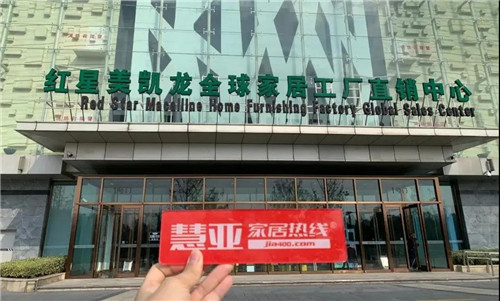 红星美凯龙全球家居工厂直销中心
Red Star Macalline Home Furnishing Factory Global Sales Center
慧亚 家居热线
jia400.com